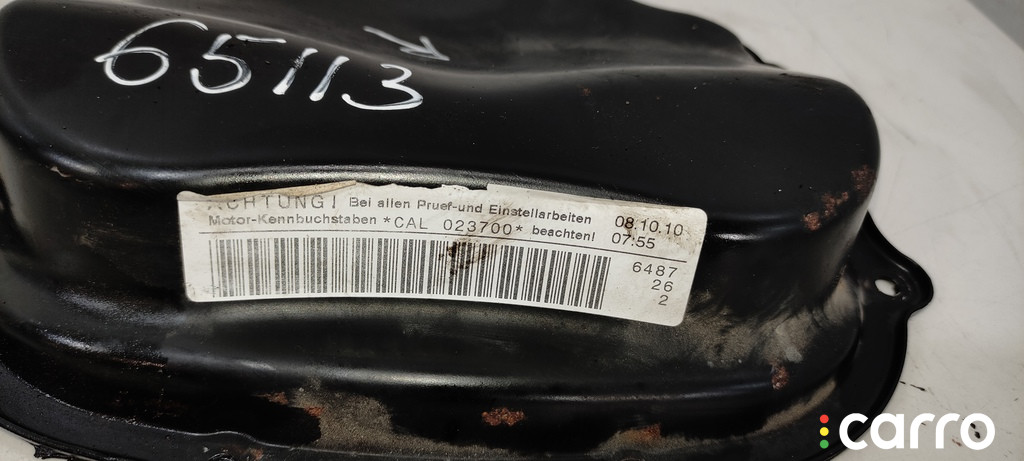 65113
ACHTUNG! Bei allen Pruef-und Einstellarbeiten
Motor-Kennbuchstaben *CAL 023700* beachten!
08.10.10
07:55
6487
26
2
carro